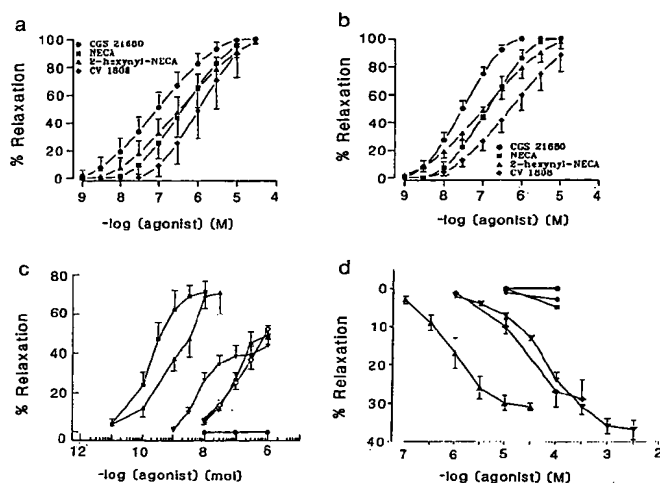 a
100
80
60
40
20
0
% Relaxation
CGS 21680
NECA
2-hexynyl-NECA
CV 1808
9 8 7 6 5 4
-log (agonist) (M)
b
100
80
60
40
20
0
% Relaxation
CGS 21680
NECA
2-hexynyl-NECA
CV 1808
9 8 7 6 5 4
-log (agonist) (M)
c
80
60
40
20
0
% Relaxation
12 10 8 6
-log (agonist) (mol)
d
0
10
20
30
40
% Relaxation
7 6 5 4 3 2
-log (agonist) (M)